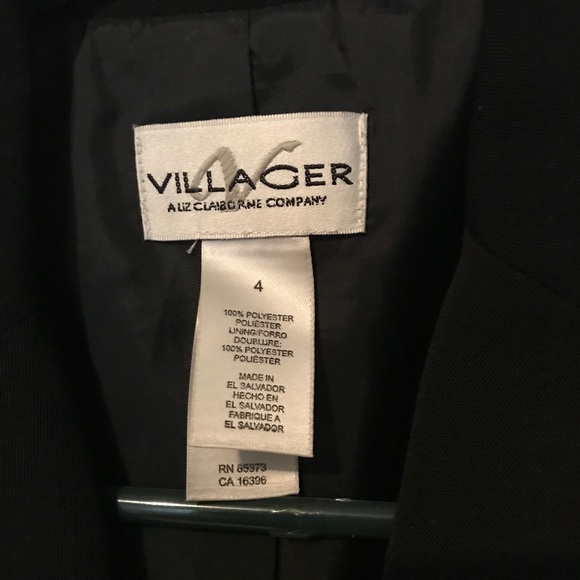 VILLAGER
A LIZ CLAIBORNE COMPANY
4
100% POLYESTER
POLIÉSTER
LINING/FORRO
DOUBLURE:
100% POLYESTER
POLIÉSTER
MADE IN
EL SALVADOR
HECHO EN
EL SALVADOR
FABRIQUE A
EL SALVADOR
RN 85373
CA 16396